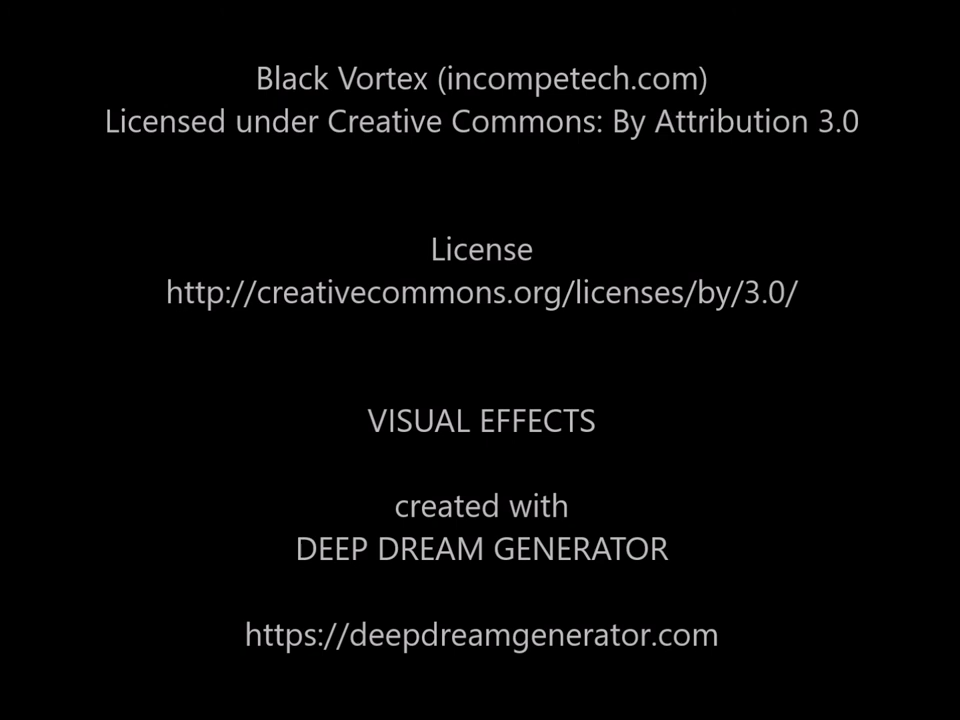 Black Vortex (incompetech.com)
Licensed under Creative Commons: By Attribution 3.0
License
http://creativecommons.org/licenses/by/3.0/
VISUAL EFFECTS
created with
DEEP DREAM GENERATOR
https://deepdreamgenerator.com